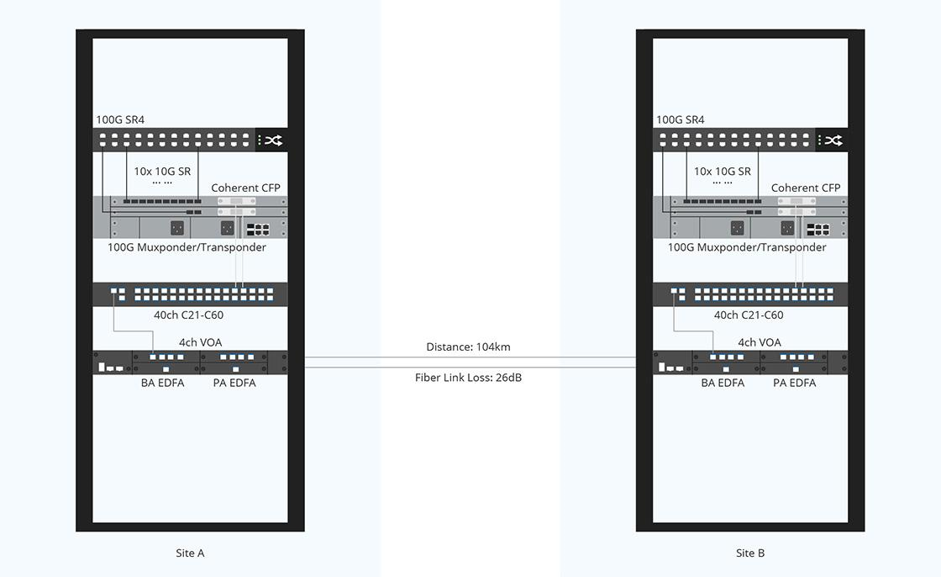 100G SR4
10x 10G SR
... ...
Coherent CFP
100G Muxponder/Transponder
40ch C21-C60
4ch VOA
BA EDFA
PA EDFA
Site A
Distance: 104km
Fiber Link Loss: 26dB
100G SR4
10x 10G SR
... ...
Coherent CFP
100G Muxponder/Transponder
40ch C21-C60
4ch VOA
BA EDFA
PA EDFA
Site B